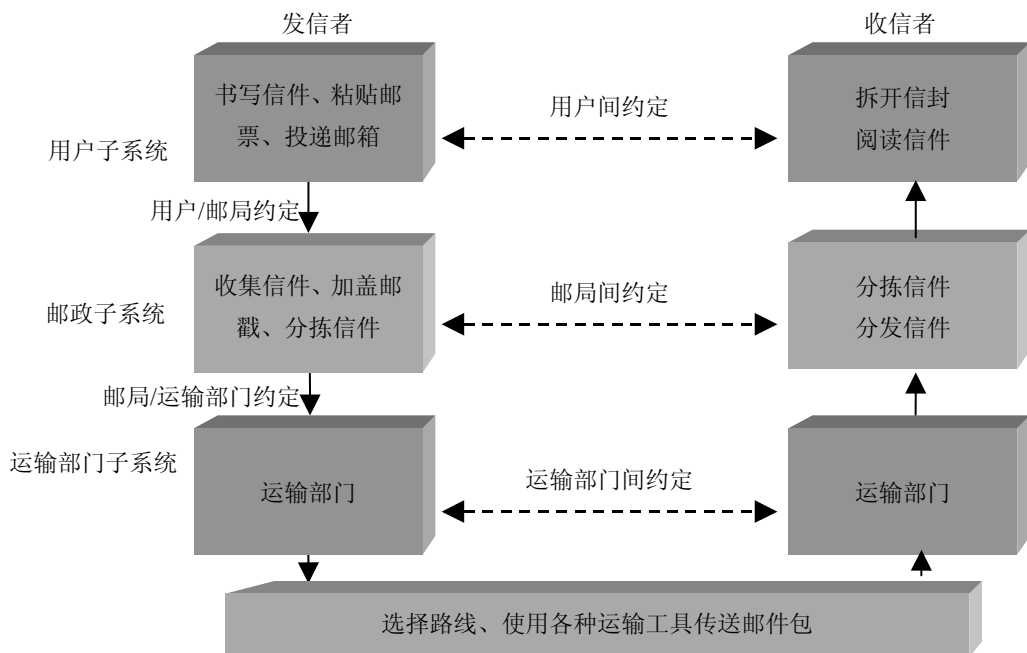 发信者
收信者
书写信件、粘贴邮
票、投递邮箱
用户间约定
拆开信封
阅读信件
用户子系统
用户/邮局约定
收集信件、加盖邮
戳、分拣信件
邮局间约定
分拣信件
分发信件
邮政子系统
邮局/运输部门约定
运输部门子系统
运输部门
运输部门间约定
运输部门
选择路线、使用各种运输工具传送邮件包